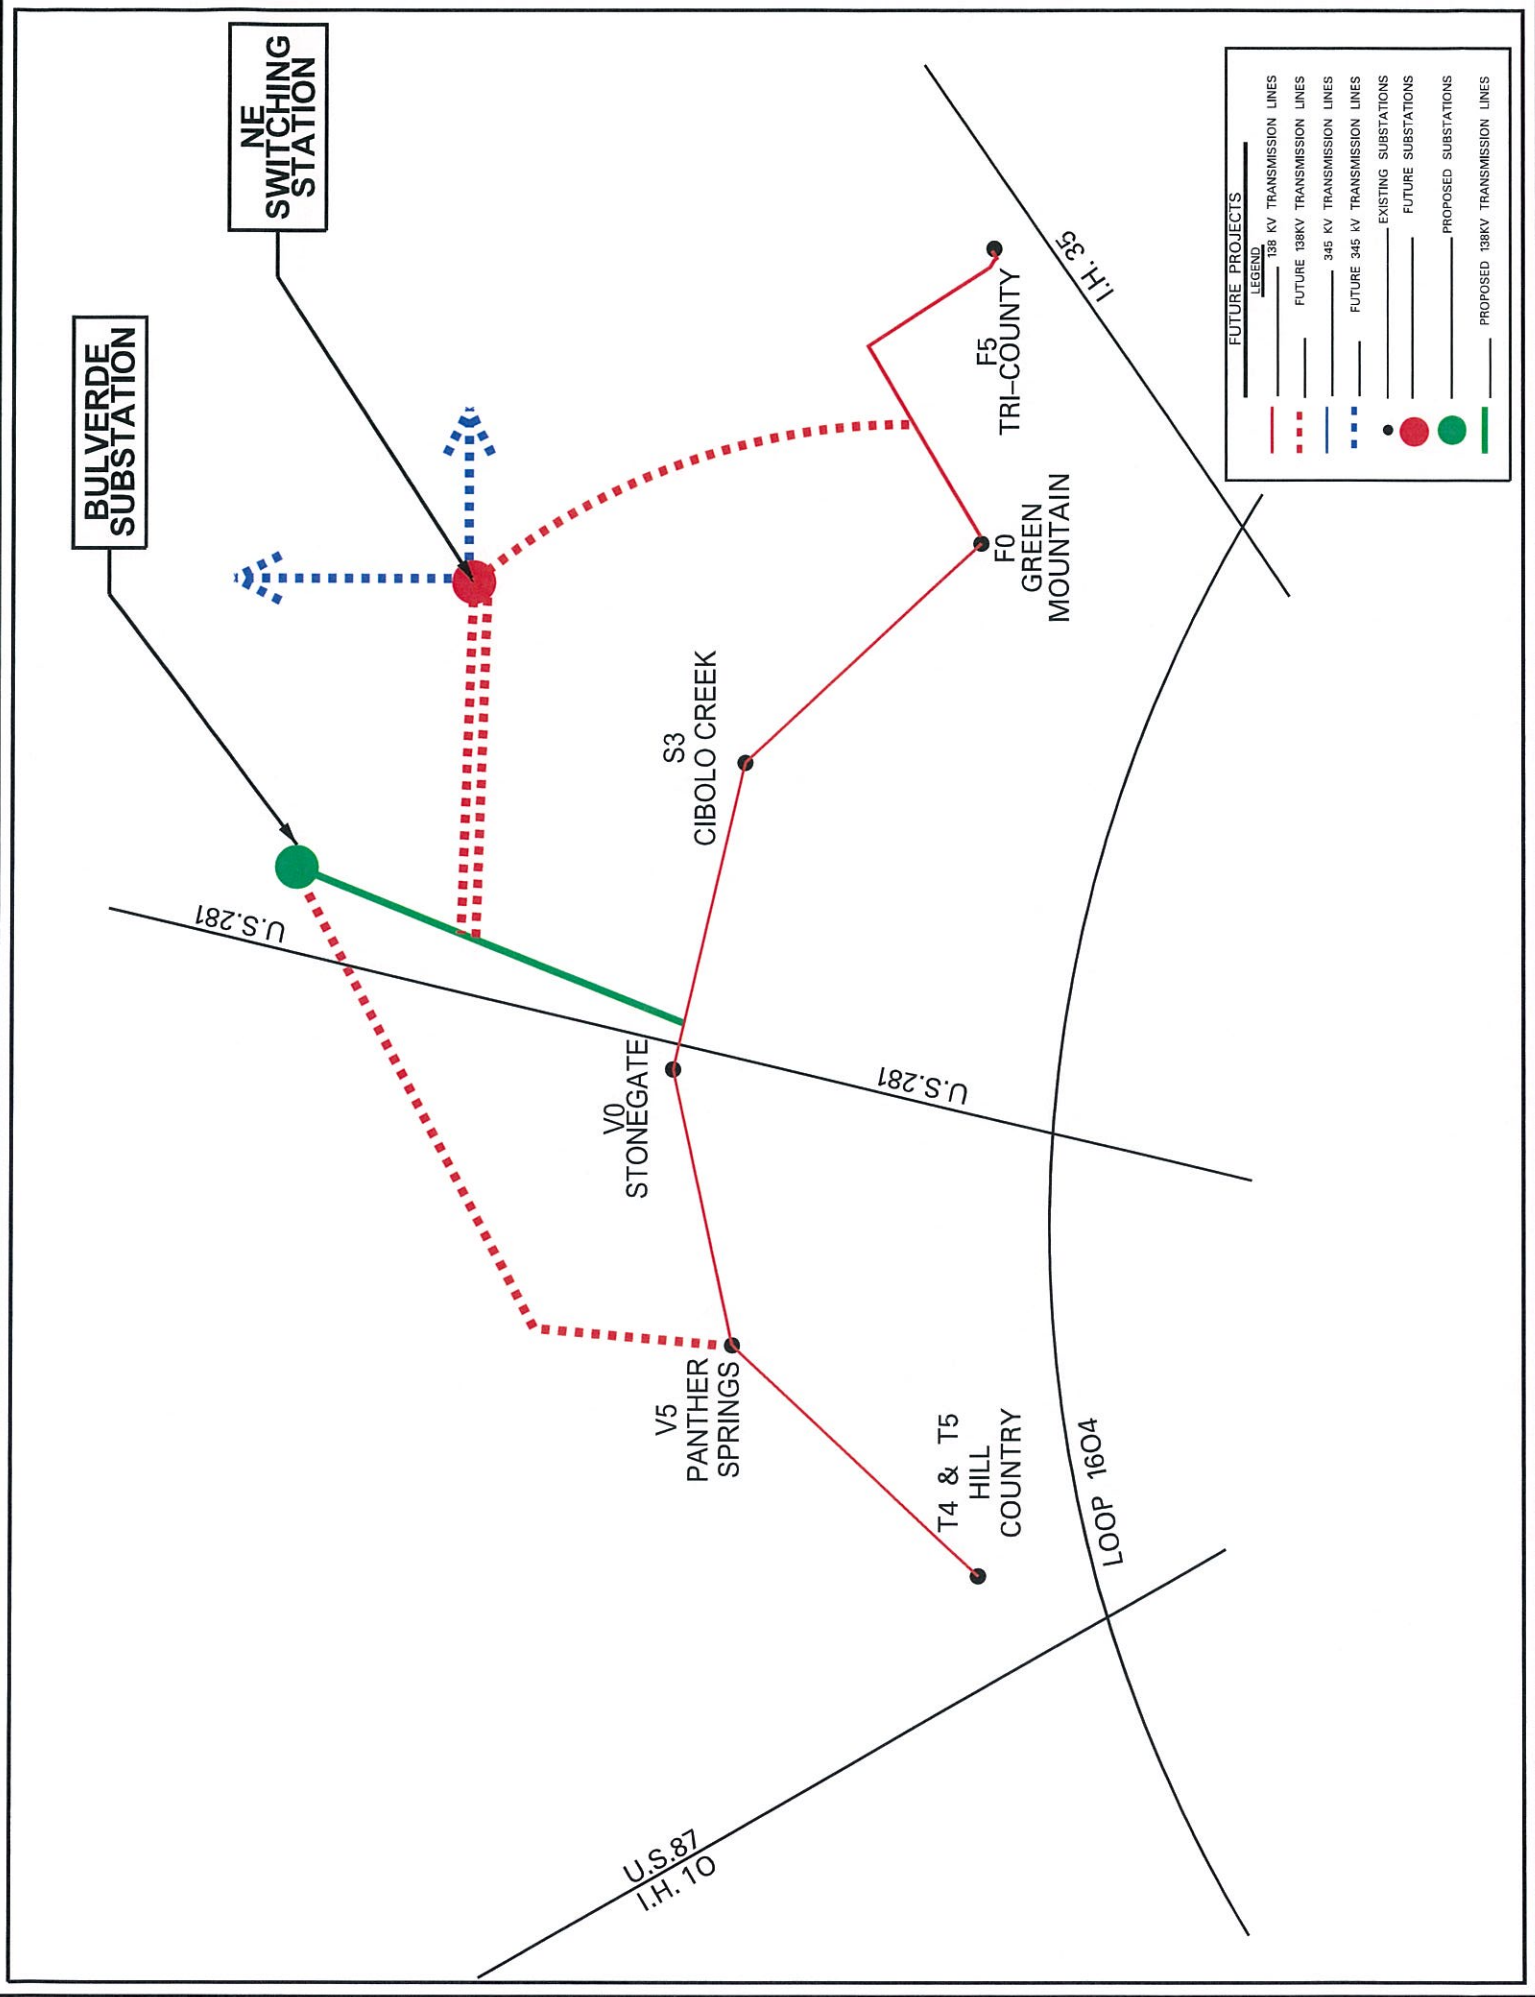 BULVERDE
SUBSTATION
NE
SWITCHING
STATION
U.S.281
V0
STONEGATE
S3
CIBOLO CREEK
F5
TRI–COUNTY
I.H. 35
F0
GREEN
MOUNTAIN
V5
PANTHER
SPRINGS
U.S.281
T4 & T5
HILL
COUNTRY
LOOP 1604
U.S.87
I.H. 10
FUTURE PROJECTS
LEGEND
138 KV TRANSMISSION LINES
FUTURE 138KV TRANSMISSION LINES
345 KV TRANSMISSION LINES
FUTURE 345 kV TRANSMISSION LINES
EXISTING SUBSTATIONS
FUTURE SUBSTATIONS
PROPOSED SUBSTATIONS
PROPOSED 138KV TRANSMISSION LINES